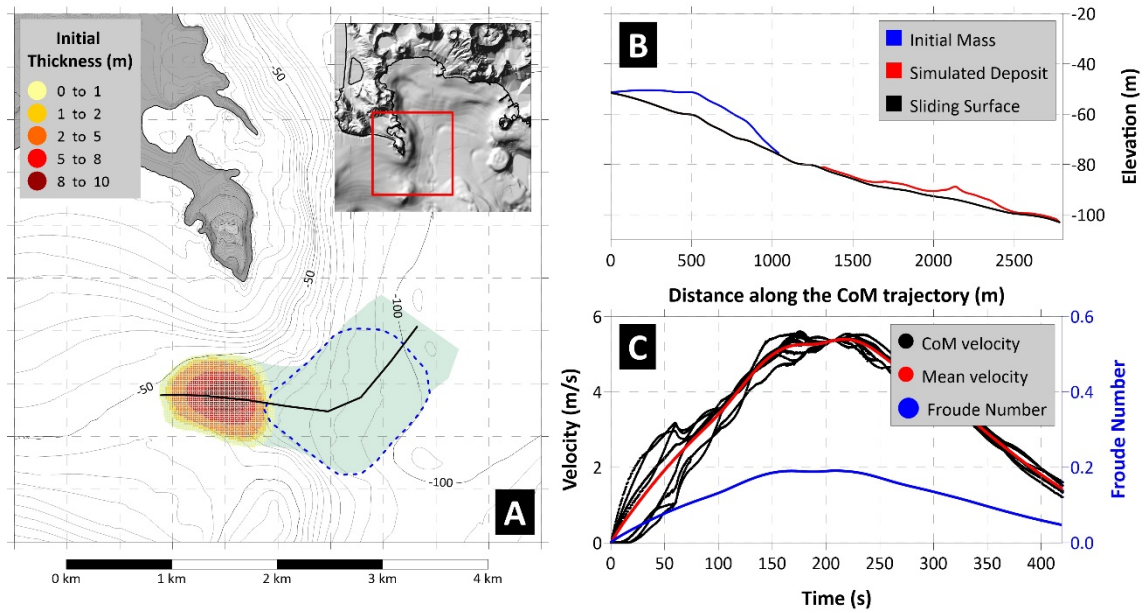 Initial
Thickness (m)
0 to 1
1 to 2
2 to 5
5 to 8
8 to 10
-50
50
-50
-100
-100
A
0 km
1 km
2 km
3 km
4 km
B
Initial Mass
Simulated Deposit
Sliding Surface
-20
-40
-60
-80
-100
Elevation (m)
0
500
1000
1500
2000
2500
Distance along the CoM trajectory (m)
C
CoM velocity
Mean velocity
Froude Number
6
4
2
0
Velocity (m/s)
0.6
0.4
0.2
0.0
Froude Number
0
50
100
150
200
250
300
350
400
Time (s)